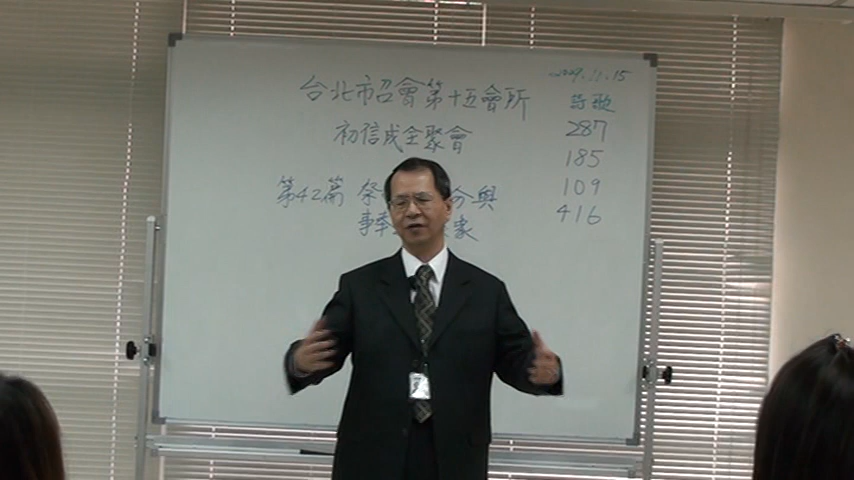 2009.11.15
台北市召會第十五會所
詩歌
初信成全聚會
287
185
第42篇 祭 分與
109
事奉 象
416